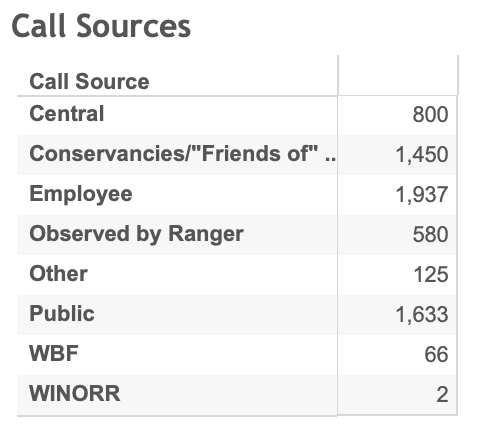 Call Sources
Call Source
Central 800
Conservancies/"Friends of" .. 1,450
Employee 1,937
Observed by Ranger 580
Other 125
Public 1,633
WBF 66
WINORR 2